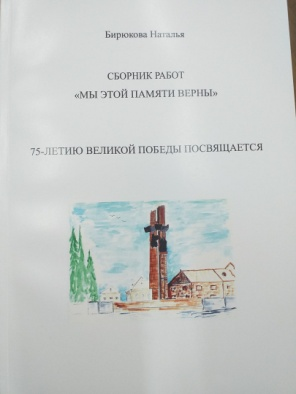 Бирюкова Наталья
СБОРНИК РАБОТ
«МЫ ЭТОЙ ПАМЯТИ ВЕРНЫ»
75-ЛЕТИЮ ВЕЛИКОЙ ПОБЕДЫ ПОСВЯЩАЕТСЯ